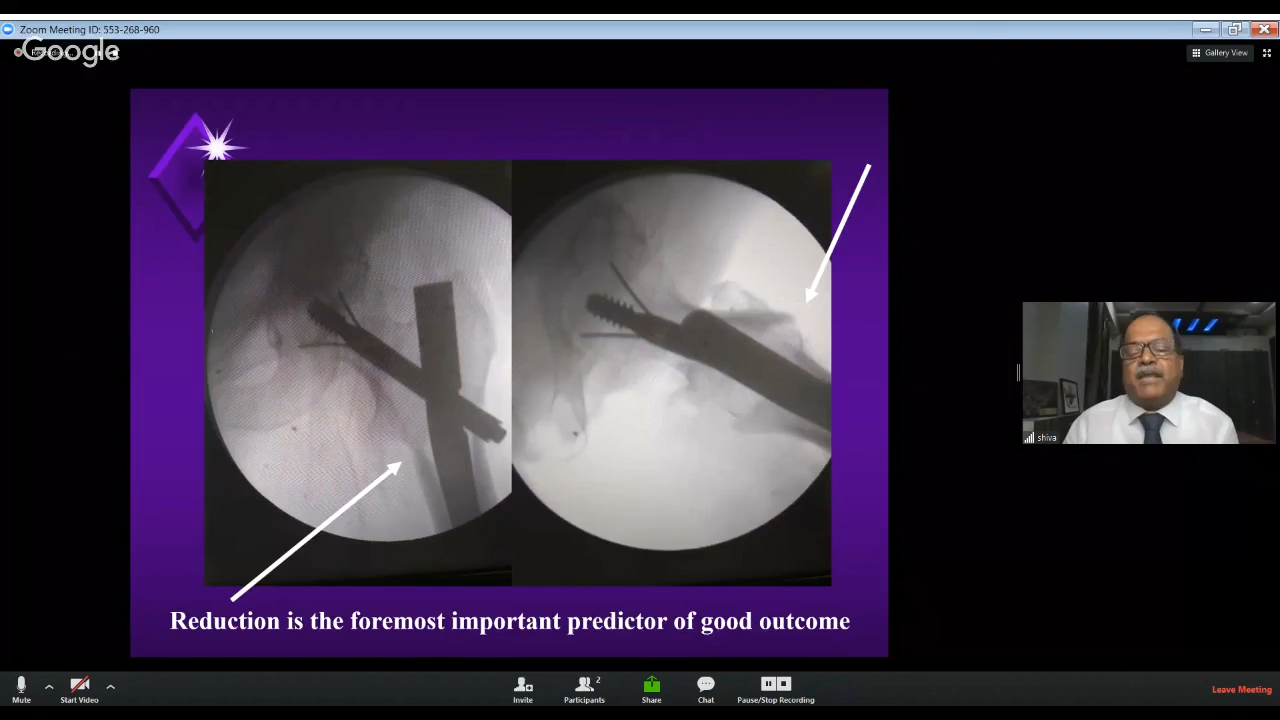 Zoom Meeting ID: 553-268-960
Google
Gallery View
shiva
Reduction is the foremost important predictor of good outcome
2
Mute
Start Video
Invite
Participants
Share
Chat
Pause/Stop Recording
Leave Meeting